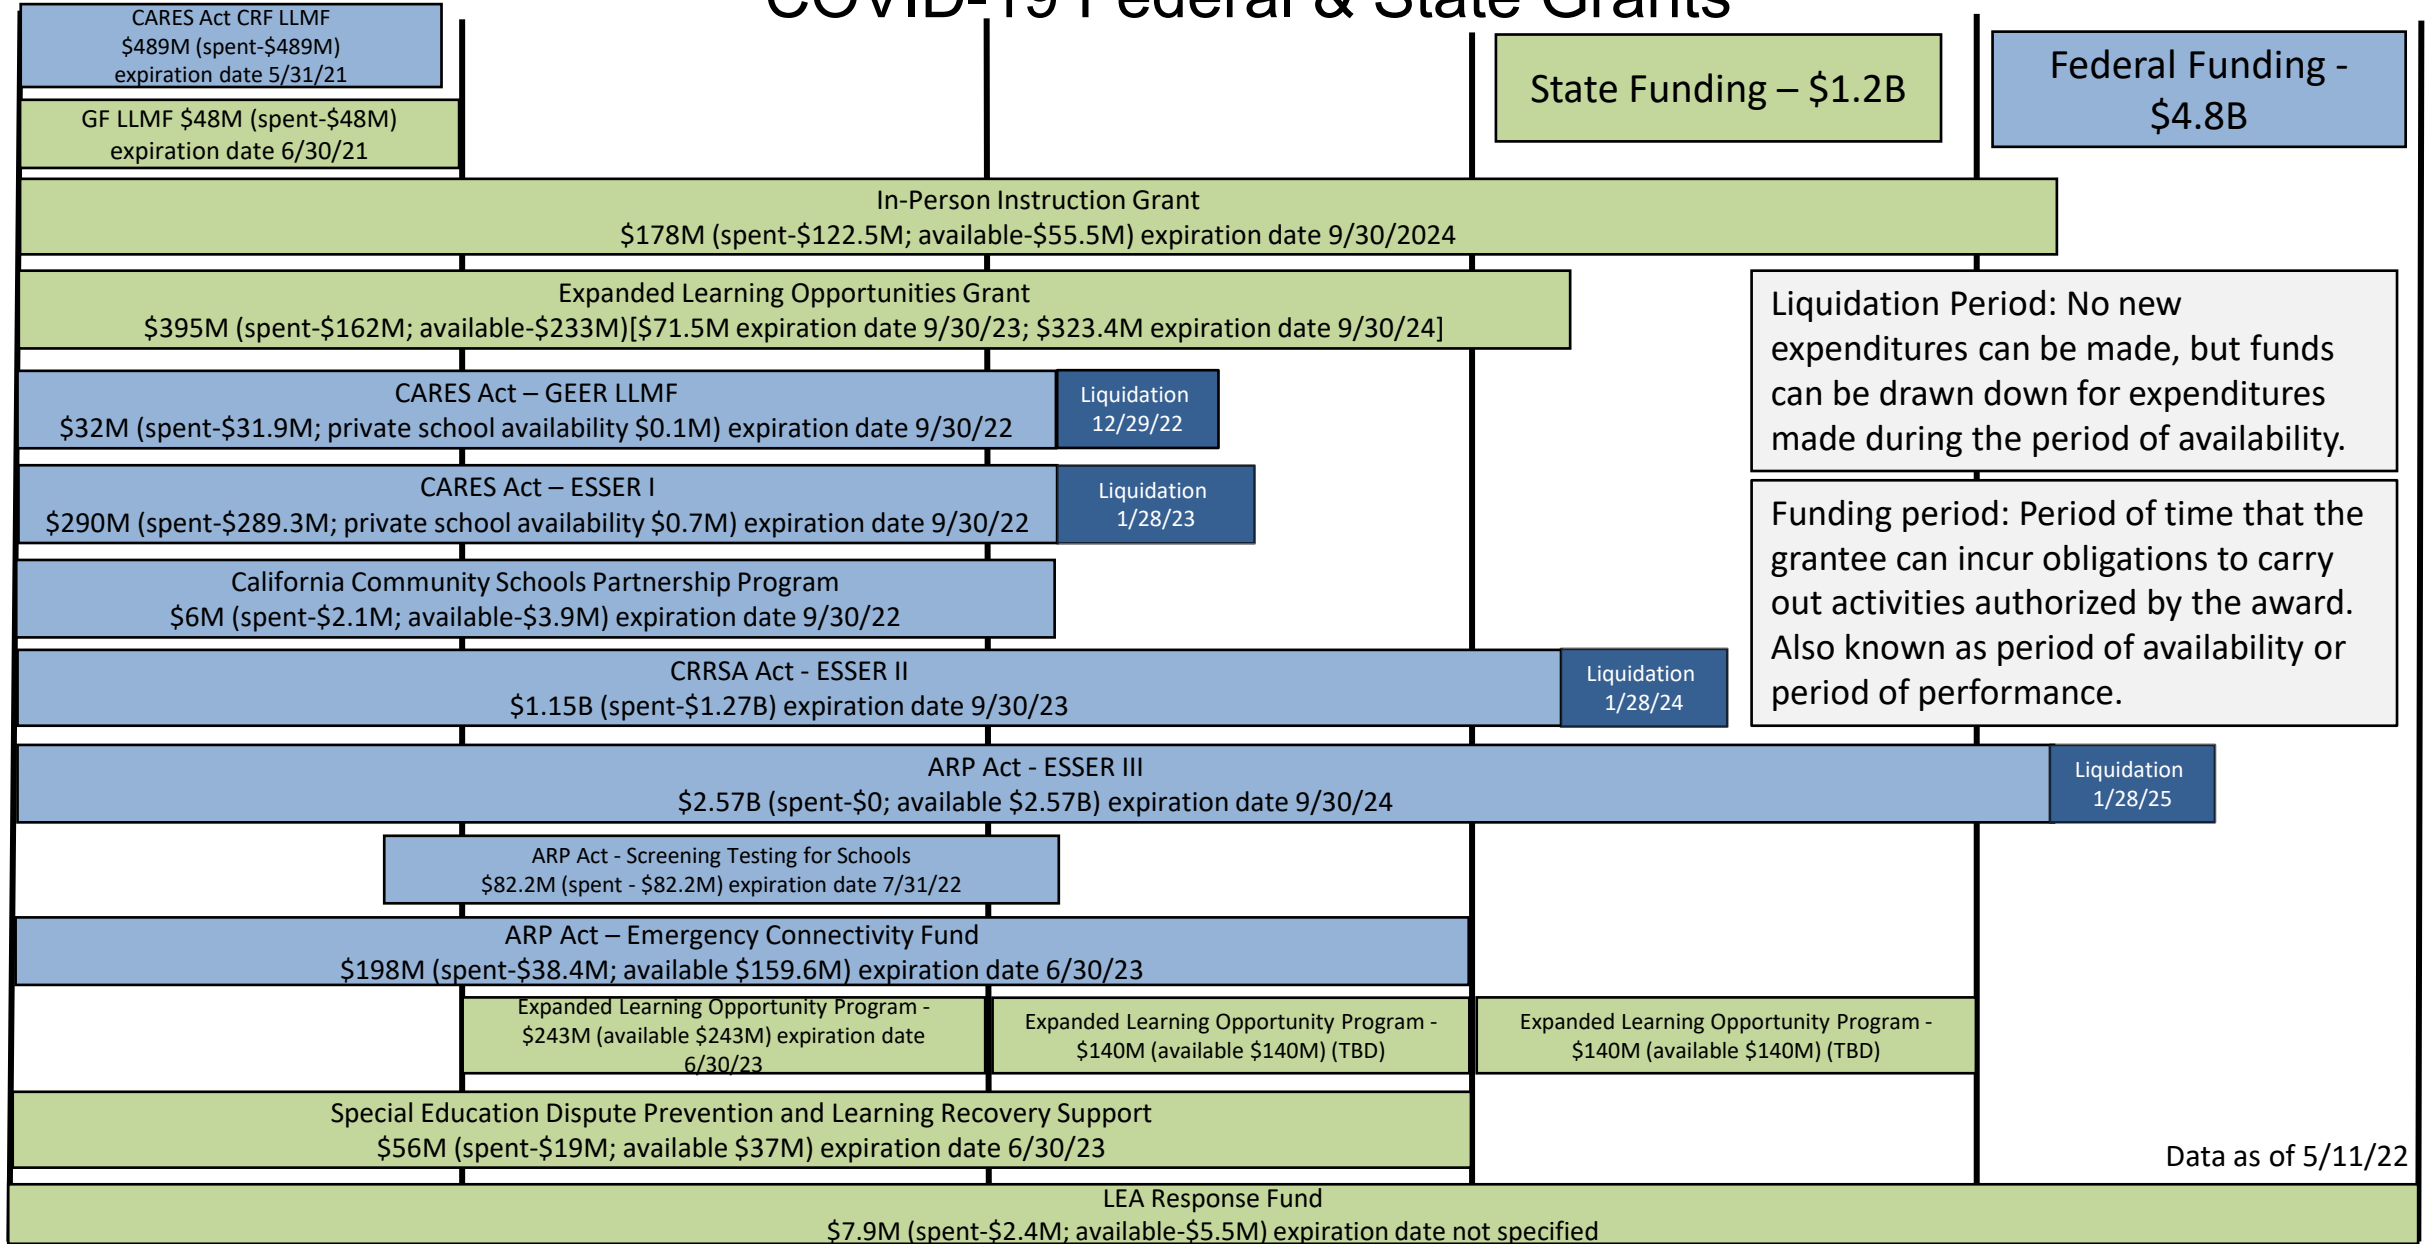 COVID-19 Federal & State Grants
CARES Act CRF LLMF
$489M (spent-$489M)
expiration date 5/31/21
State Funding – $1.2B
Federal Funding -
$4.8B
GF LLMF $48M (spent-$48M)
expiration date 6/30/21
In-Person Instruction Grant
$178M (spent-$122.5M; available-$55.5M) expiration date 9/30/2024
Expanded Learning Opportunities Grant
$395M (spent-$162M; available-$233M)[$71.5M expiration date 9/30/23; $323.4M expiration date 9/30/24]
Liquidation Period: No new
expenditures can be made, but funds
can be drawn down for expenditures
made during the period of availability.
CARES Act – GEER LLMF
$32M (spent-$31.9M; private school availability $0.1M) expiration date 9/30/22
Liquidation
12/29/22
CARES Act – ESSER I
$290M (spent-$289.3M; private school availability $0.7M) expiration date 9/30/22
Liquidation
1/28/23
Funding period: Period of time that the
grantee can incur obligations to carry
out activities authorized by the award.
Also known as period of availability or
period of performance.
California Community Schools Partnership Program
$6M (spent-$2.1M; available-$3.9M) expiration date 9/30/22
CRRSA Act - ESSER II
$1.15B (spent-$1.27B) expiration date 9/30/23
Liquidation
1/28/24
ARP Act - ESSER III
$2.57B (spent-$0; available $2.57B) expiration date 9/30/24
Liquidation
1/28/25
ARP Act - Screening Testing for Schools
$82.2M (spent - $82.2M) expiration date 7/31/22
ARP Act – Emergency Connectivity Fund
$198M (spent-$38.4M; available $159.6M) expiration date 6/30/23
Expanded Learning Opportunity Program -
$243M (available $243M) expiration date
6/30/23
Expanded Learning Opportunity Program -
$140M (available $140M) (TBD)
Expanded Learning Opportunity Program -
$140M (available $140M) (TBD)
Special Education Dispute Prevention and Learning Recovery Support
$56M (spent-$19M; available $37M) expiration date 6/30/23
Data as of 5/11/22
LEA Response Fund
$7.9M (spent-$2.4M; available-$5.5M) expiration date not specified